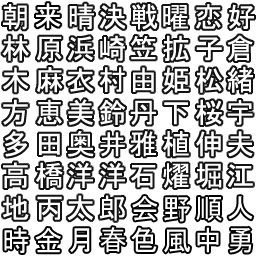 朝来晴決戦曜恋好
林原浜崎笠拡子倉
木麻衣村由姫松緒
方恵美鈴丹下桜宇
多田奥井雅植伸夫
高橋洋洋石燿堀江
地丙太郎会野順人
時金月春色風中勇